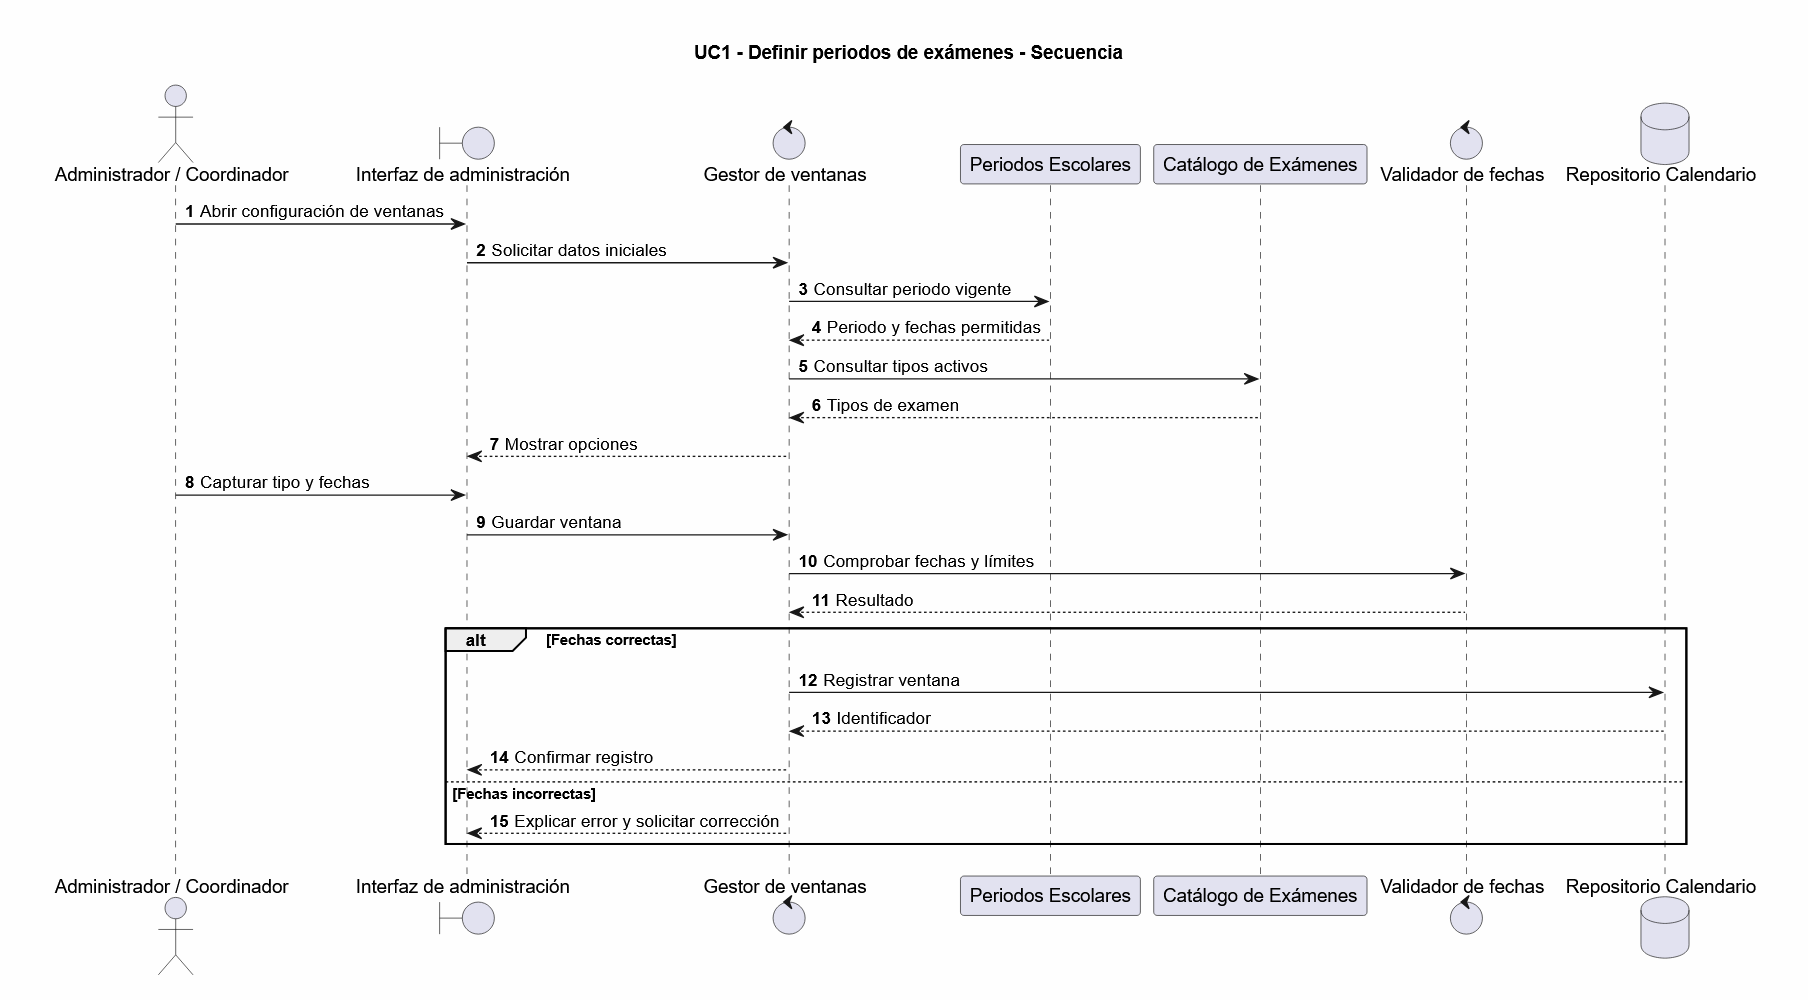 UC1 - Definir periodos de exámenes - Secuencia
Administrador / Coordinador
Interfaz de administración
Gestor de ventanas
Periodos Escolares
Catálogo de Exámenes
Validador de fechas
Repositorio Calendario
1 Abrir configuración de ventanas
2 Solicitar datos iniciales
3 Consultar periodo vigente
4 Periodo y fechas permitidas
5 Consultar tipos activos
6 Tipos de examen
7 Mostrar opciones
8 Capturar tipo y fechas
9 Guardar ventana
10 Comprobar fechas y límites
11 Resultado
alt
[Fechas correctas]
12 Registrar ventana
13 Identificador
14 Confirmar registro
[Fechas incorrectas]
15 Explicar error y solicitar corrección
Administrador / Coordinador
Interfaz de administración
Gestor de ventanas
Periodos Escolares
Catálogo de Exámenes
Validador de fechas
Repositorio Calendario